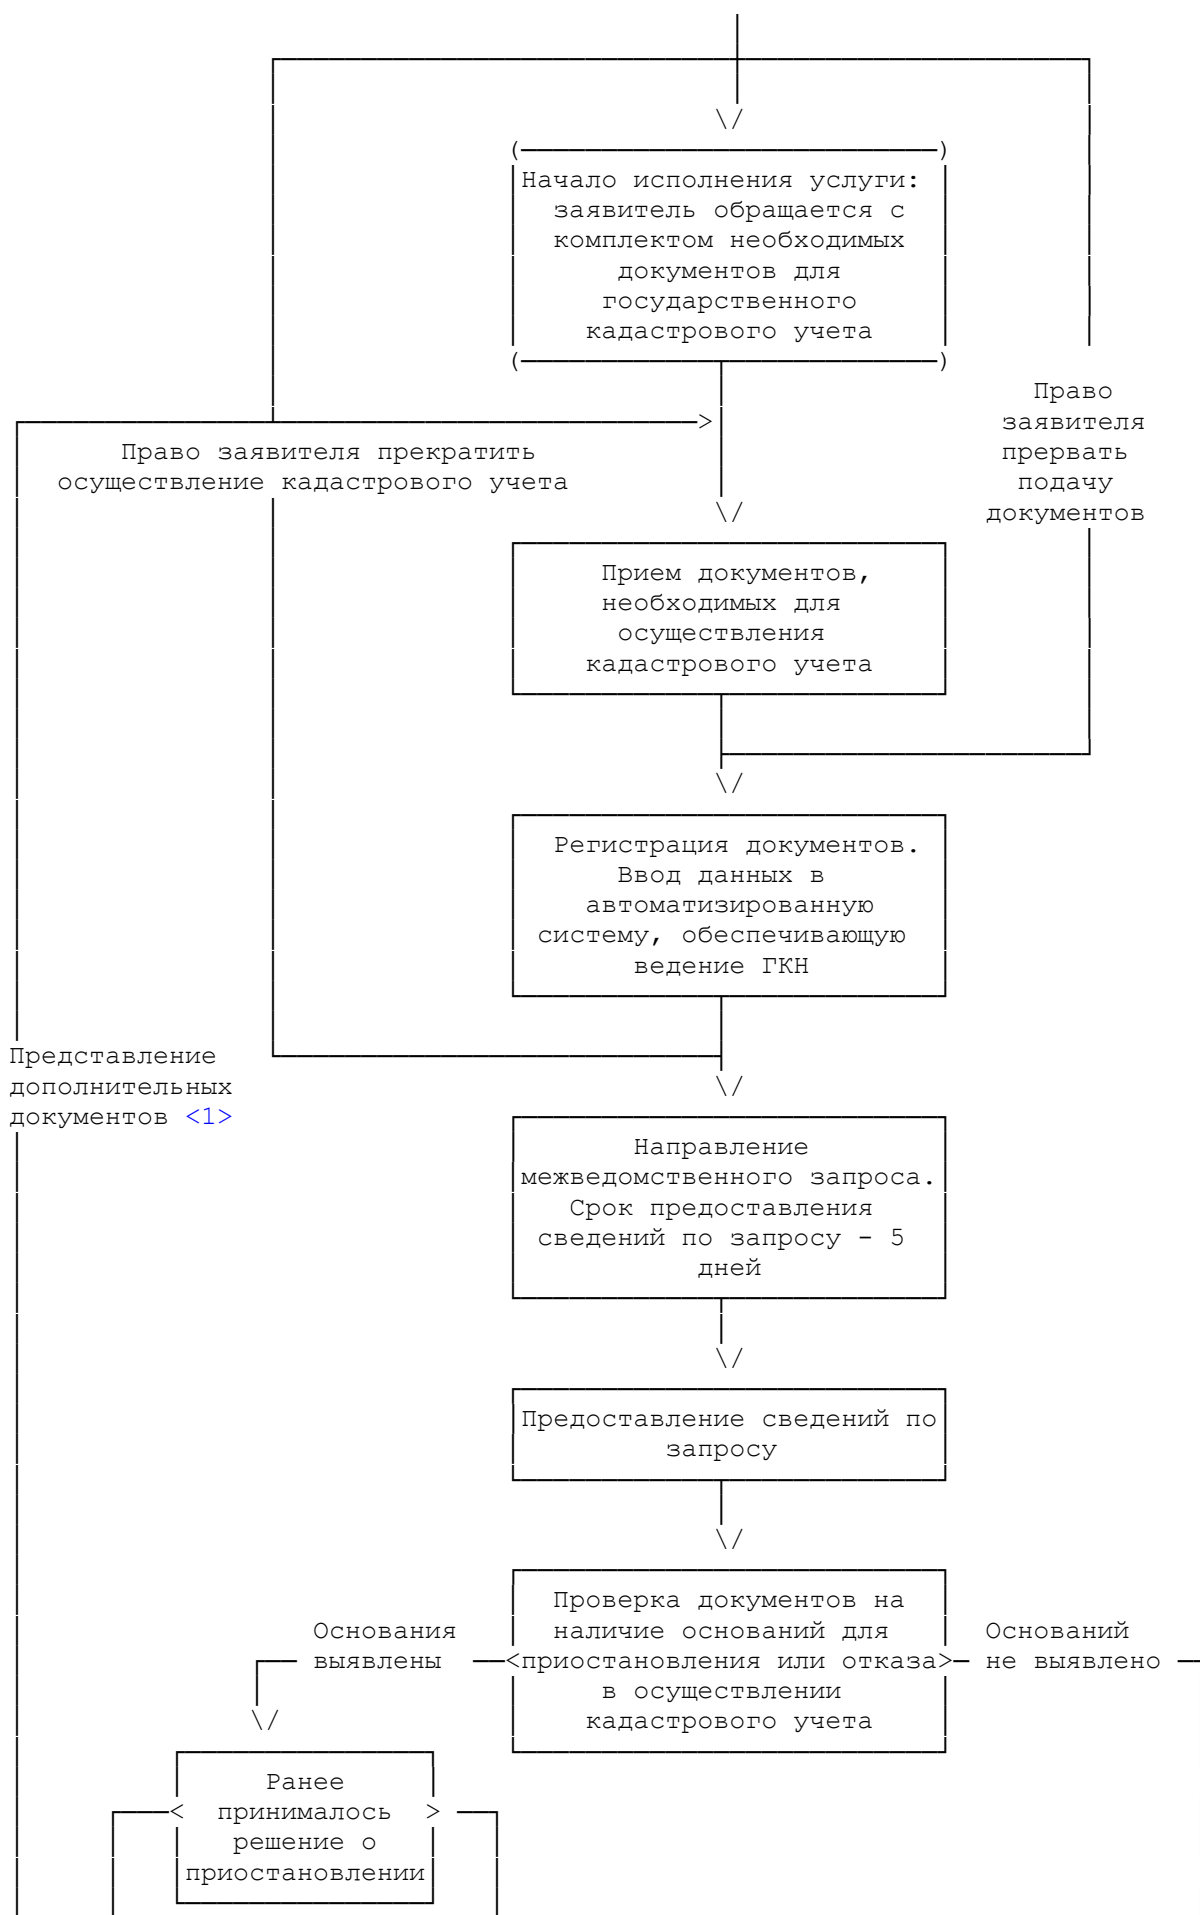 Начало исполнения услуги:
заявитель обращается с
комплектом необходимых
документов для
государственного
кадастрового учета
Право
заявителя
прервать
подачу
документов
Право заявителя прекратить
осуществление кадастрового учета
Прием документов,
необходимых для
осуществления
кадастрового учета
Регистрация документов.
Ввод данных в
автоматизированную
систему, обеспечивающую
ведение ГКН
Представление
дополнительных
документов <1>
Направление
межведомственного запроса.
Срок предоставления
сведений по запросу - 5
дней
Предоставление сведений по
запросу
Проверка документов на
наличие оснований для
приостановления или отказа
в осуществлении
кадастрового учета
Основания
выявлены
Оснований
не выявлено
Ранее
принималось
решение о
приостановлении